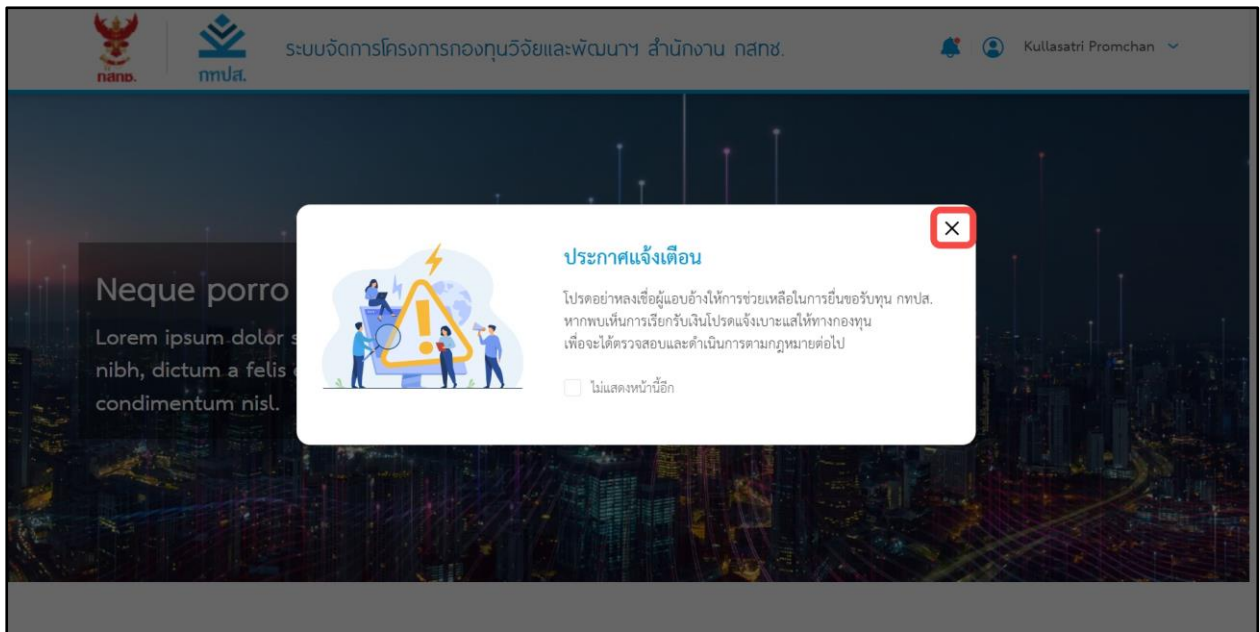 กสทช.
กทปส.
ระบบจัดการโครงการกองทุนวิจัยและพัฒนาฯ สำนักงาน กสทช.
Kullasatri Promchan
ประกาศแจ้งเตือน
โปรดอย่าหลงเชื่อผู้แอบอ้างให้การช่วยเหลือในการยื่นขอรับทุน กทปส.
หากพบเห็นการเรียกรับเงินโปรดแจ้งเบาะแสให้ทางกองทุน
เพื่อจะได้ตรวจสอบและดำเนินการตามกฎหมายต่อไป
ไม่แสดงหน้านี้อีก
Neque porro
Lorem ipsum dolor s
nibh, dictum a felis
condimentum nisl.